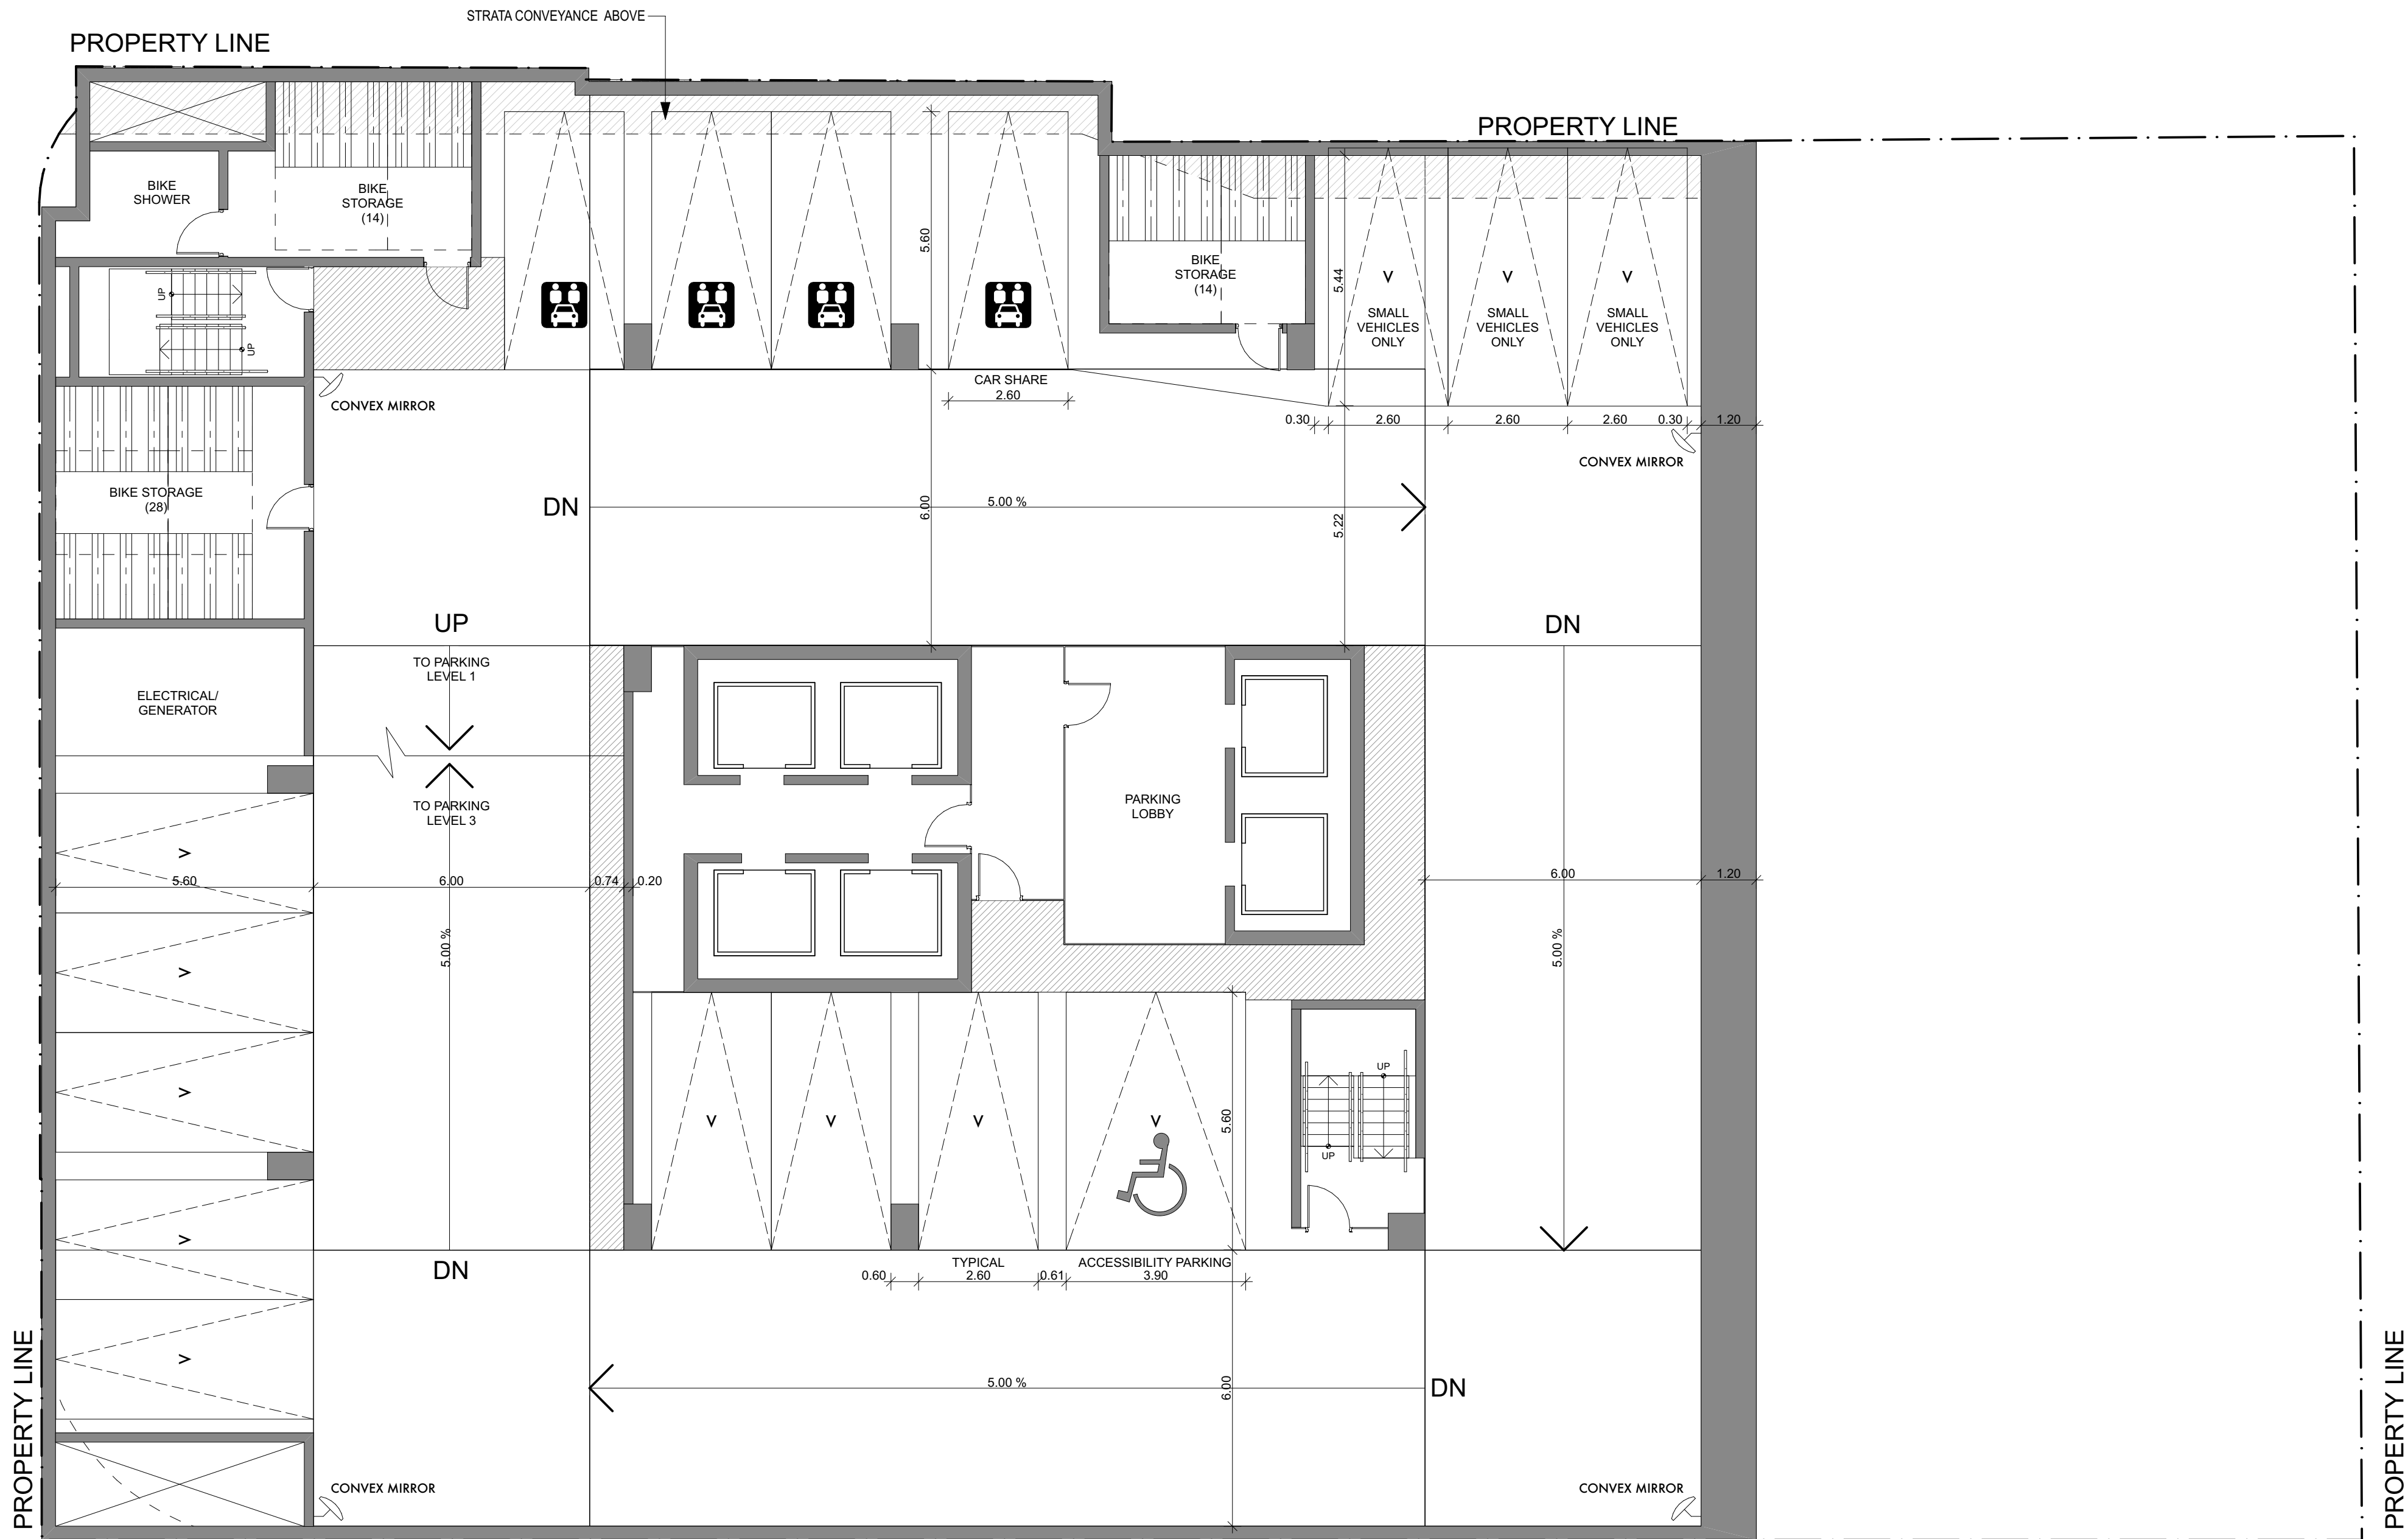 STRATA CONVEYANCE ABOVE
PROPERTY LINE
PROPERTY LINE
BIKE
SHOWER
BIKE
STORAGE
(14)
5.60
BIKE
STORAGE
(14)
5.44
V
V
V
SMALL
VEHICLES
ONLY
SMALL
VEHICLES
ONLY
SMALL
VEHICLES
ONLY
UP
UP
CAR SHARE
2.60
CONVEX MIRROR
0.30
2.60
2.60
2.60
0.30
1.20
CONVEX MIRROR
BIKE STORAGE
(28)
DN
6.00
5.00 %
5.22
UP
DN
TO PARKING
LEVEL 1
ELECTRICAL/
GENERATOR
TO PARKING
LEVEL 3
PARKING
LOBBY
V
5.60
6.00
0.74
0.20
6.00
1.20
5.00 %
5.00 %
V
V
V
V
V
V
V
5.60
UP
UP
V
V
DN
TYPICAL
ACCESSIBILITY PARKING
0.60
2.60
0.61
3.90
5.00 %
6.00
DN
PROPERTY LINE
PROPERTY LINE
CONVEX MIRROR
CONVEX MIRROR